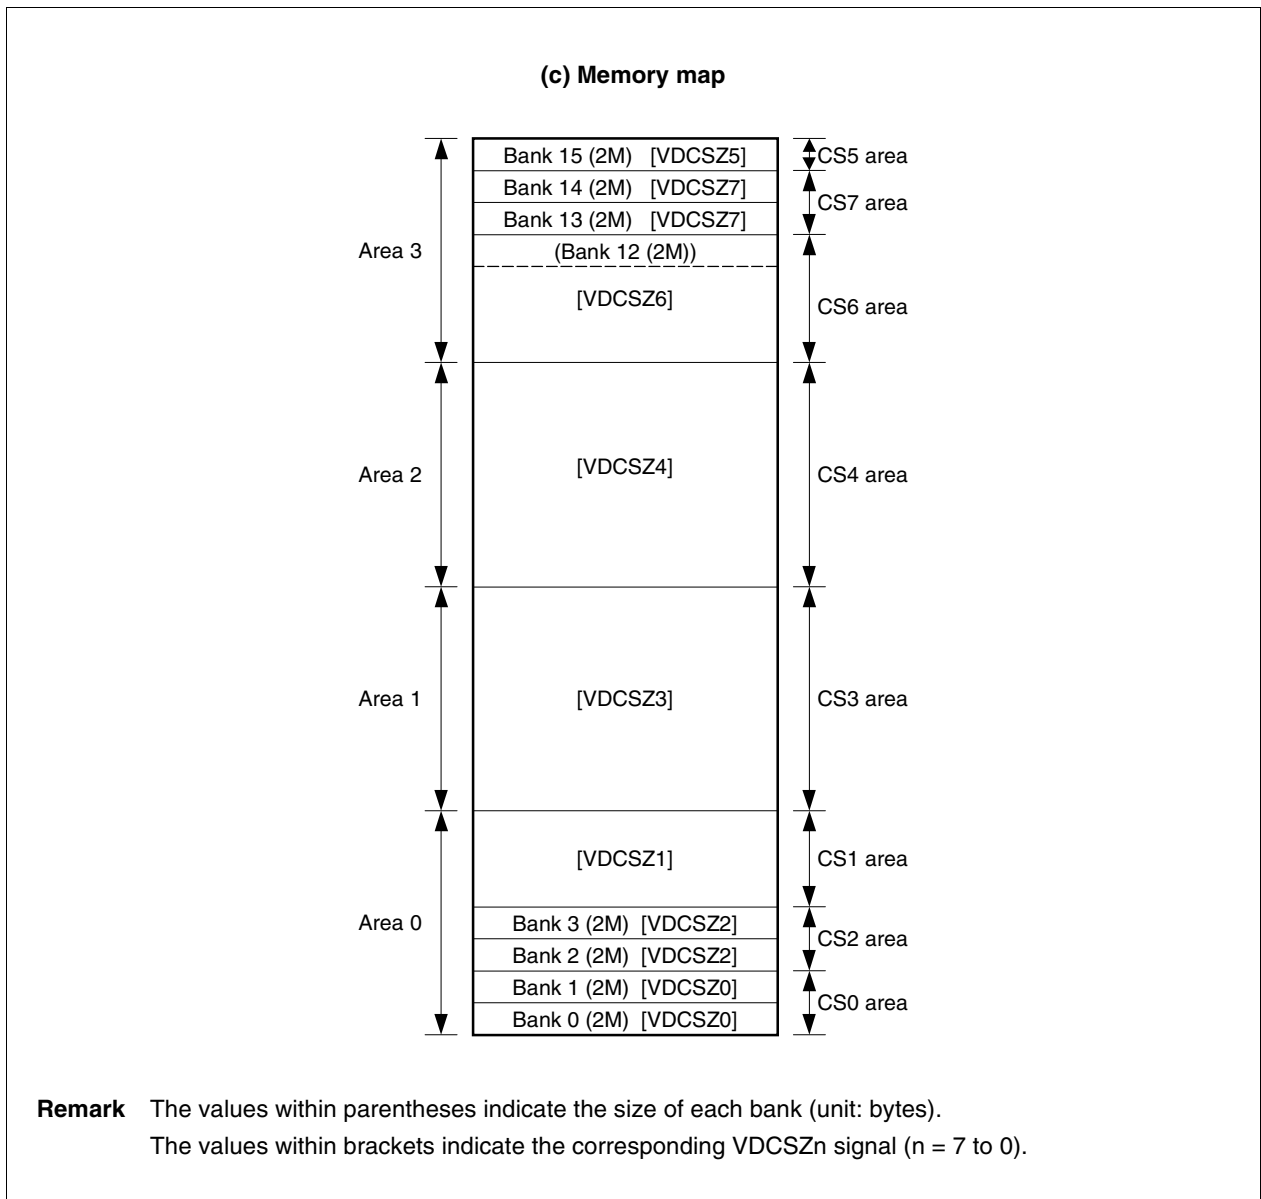 (c) Memory map
Bank 15 (2M) [VDCSZ5]
CS5 area
Bank 14 (2M) [VDCSZ7]
CS7 area
Bank 13 (2M) [VDCSZ7]
Area 3
(Bank 12 (2M))
[VDCSZ6]
CS6 area
Area 2
[VDCSZ4]
CS4 area
Area 1
[VDCSZ3]
CS3 area
[VDCSZ1]
CS1 area
Area 0
Bank 3 (2M) [VDCSZ2]
CS2 area
Bank 2 (2M) [VDCSZ2]
Bank 1 (2M) [VDCSZ0]
CS0 area
Bank 0 (2M) [VDCSZ0]
Remark The values within parentheses indicate the size of each bank (unit: bytes).
The values within brackets indicate the corresponding VDCSZn signal (n = 7 to 0).